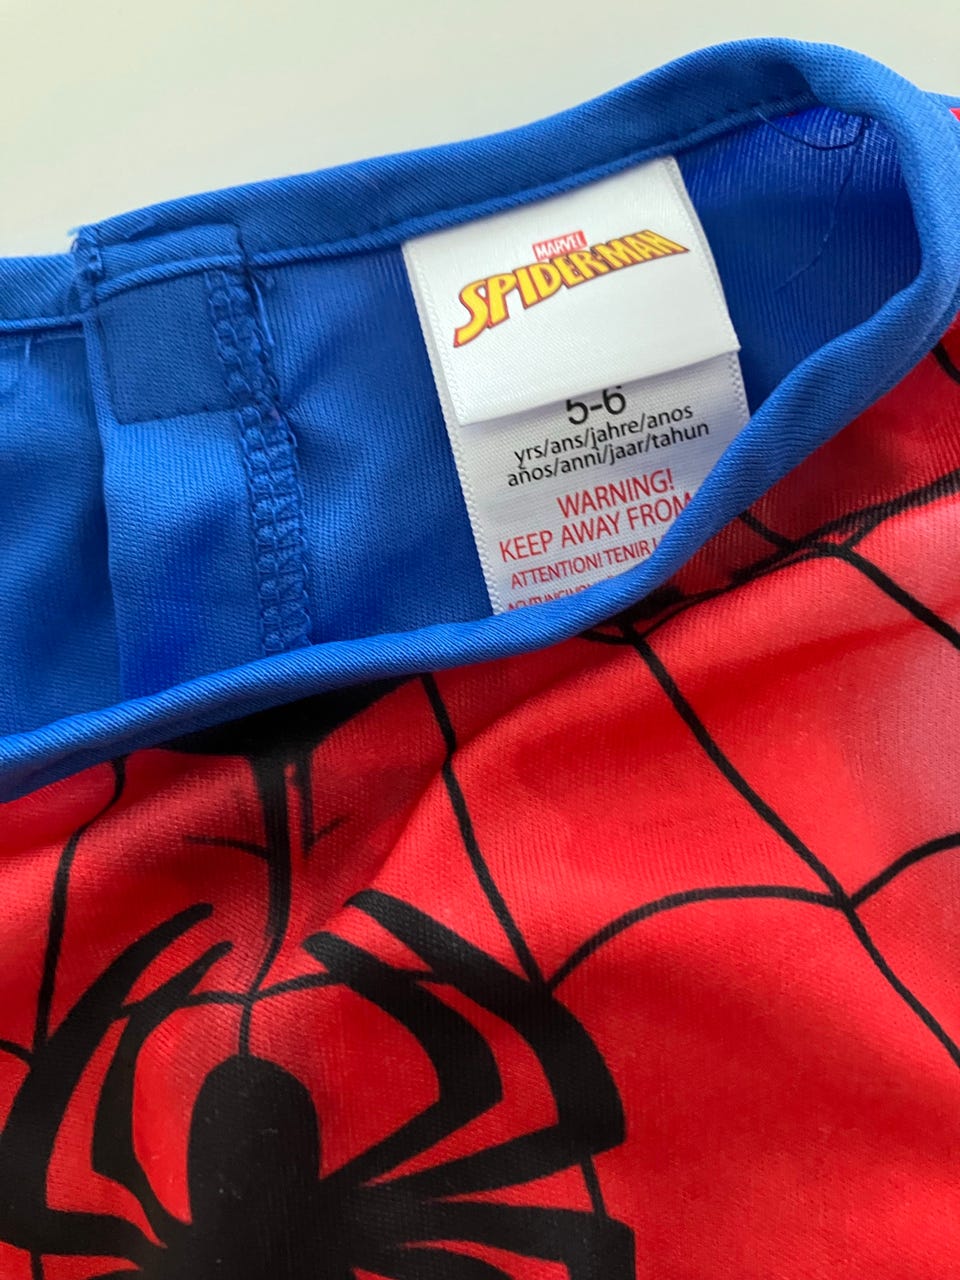 MARVEL
SPIDER-MAN
5-6
yrs/ans/jahre/anos
años/anni/jaar/tahun
WARNING!
KEEP AWAY FROM
ATTENTION! TENIR